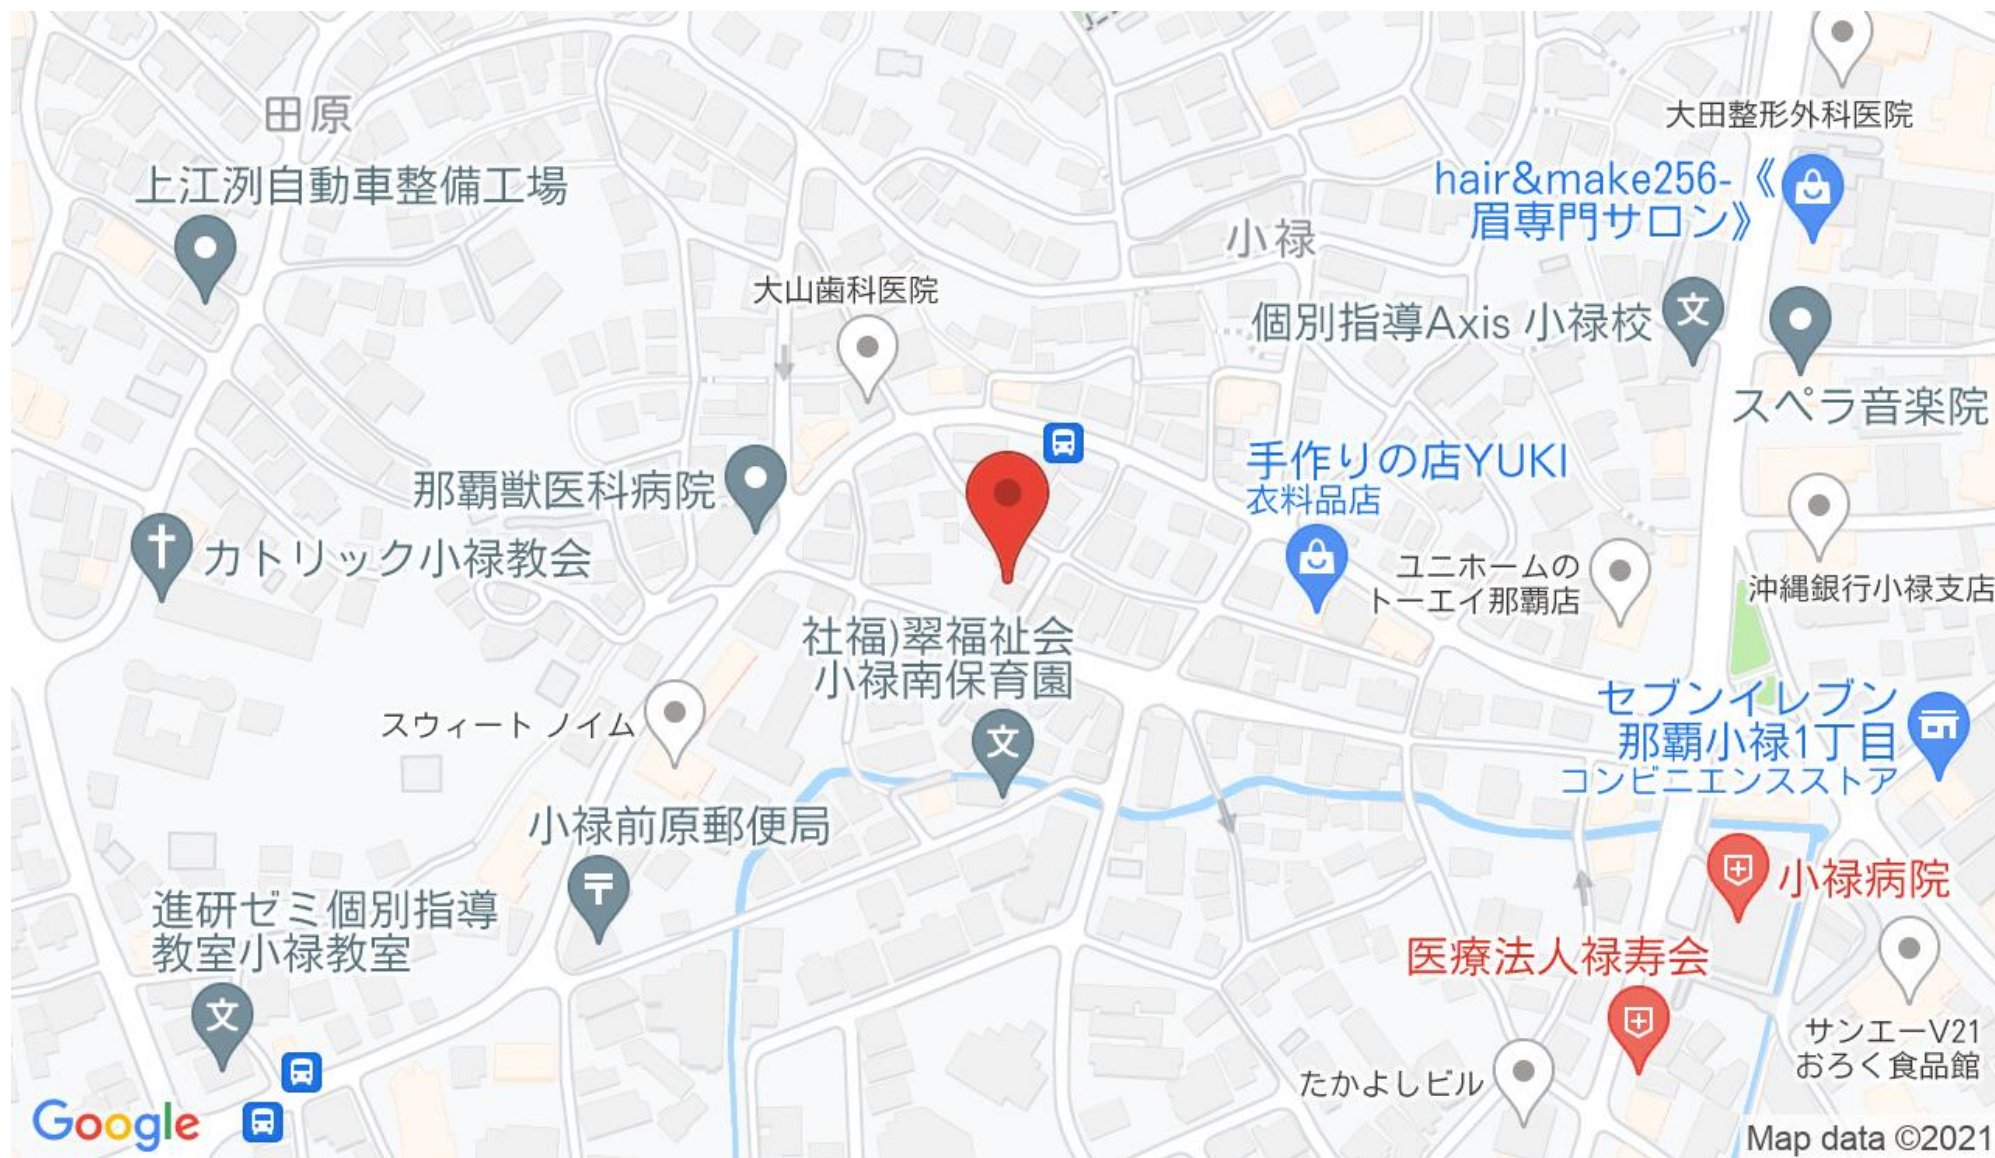 大田整形外科医院
田原
上江洌自動車整備工場
hair&make256-《
眉専門サロン》
小禄
大山歯科医院
個別指導Axis 小禄校
文
スペラ音楽院
手作りの店YUKI
衣料品店
那覇獣医科病院
カトリック小禄教会
ユニホームの
トーエイ那覇店
沖縄銀行小禄支店
社福)翠福祉会
小禄南保育園
文
スウィート ノイム
セブンイレブン
那覇小禄1丁目
コンビニエンスストア
小禄前原郵便局
〒
小禄病院
進研ゼミ個別指導
教室小禄教室
文
医療法人禄寿会
サンエーV21
おろく食品館
たかよしビル
Google
Map data ©2021